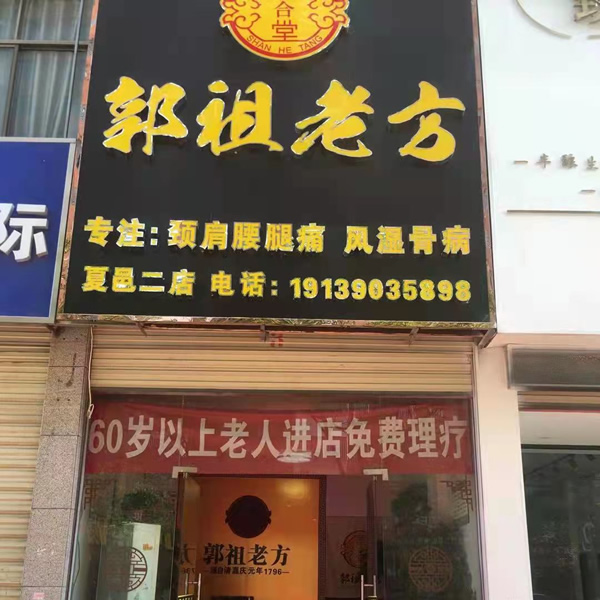 合
堂
SHAN HE TANG
郭祖老方
专注:颈肩腰腿痛 风湿骨病
夏邑二店 电话:19139035898
际
60岁以上老人进店免费理疗
郭祖老方